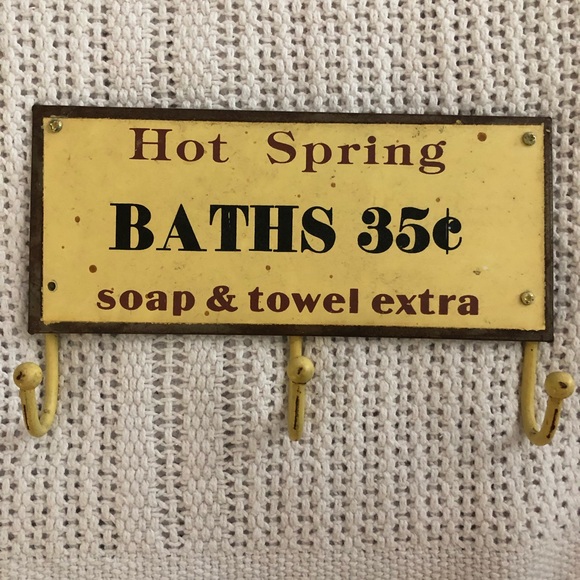 Hot Spring
BATHS 35¢
soap & towel extra